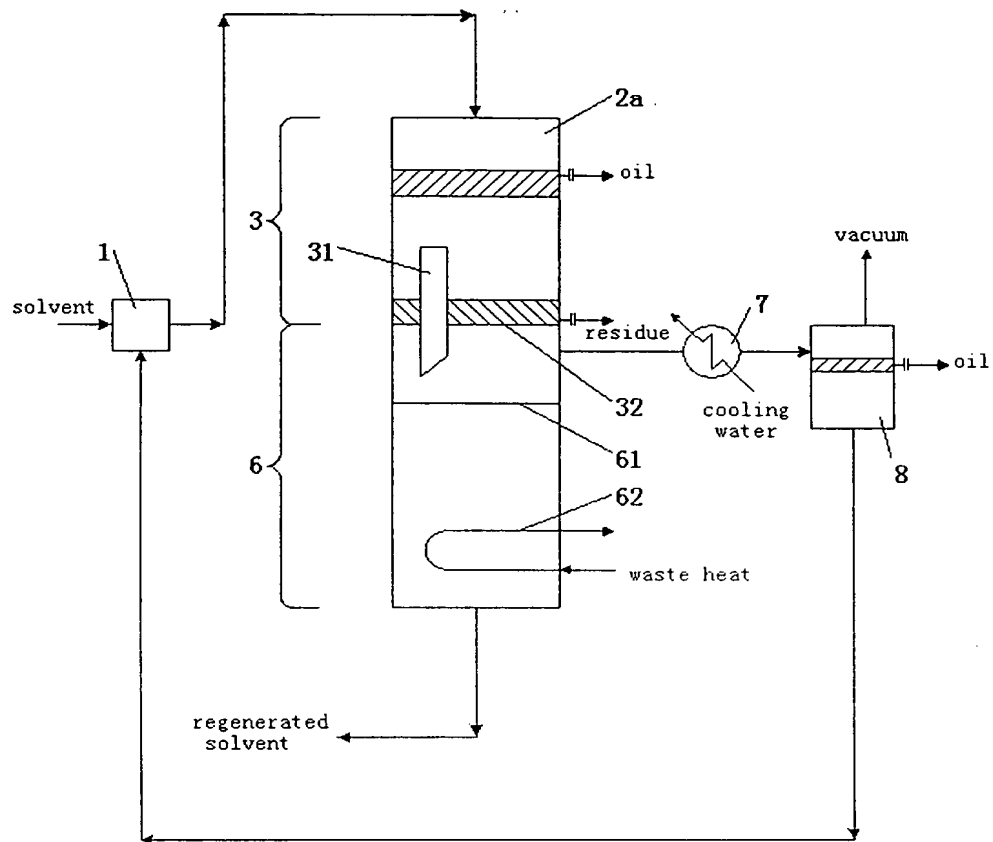 2a
oil
3
31
vacuum
1
7
solvent
residue
oil
32
cooling
water
61
8
6
62
waste heat
regenerated
solvent